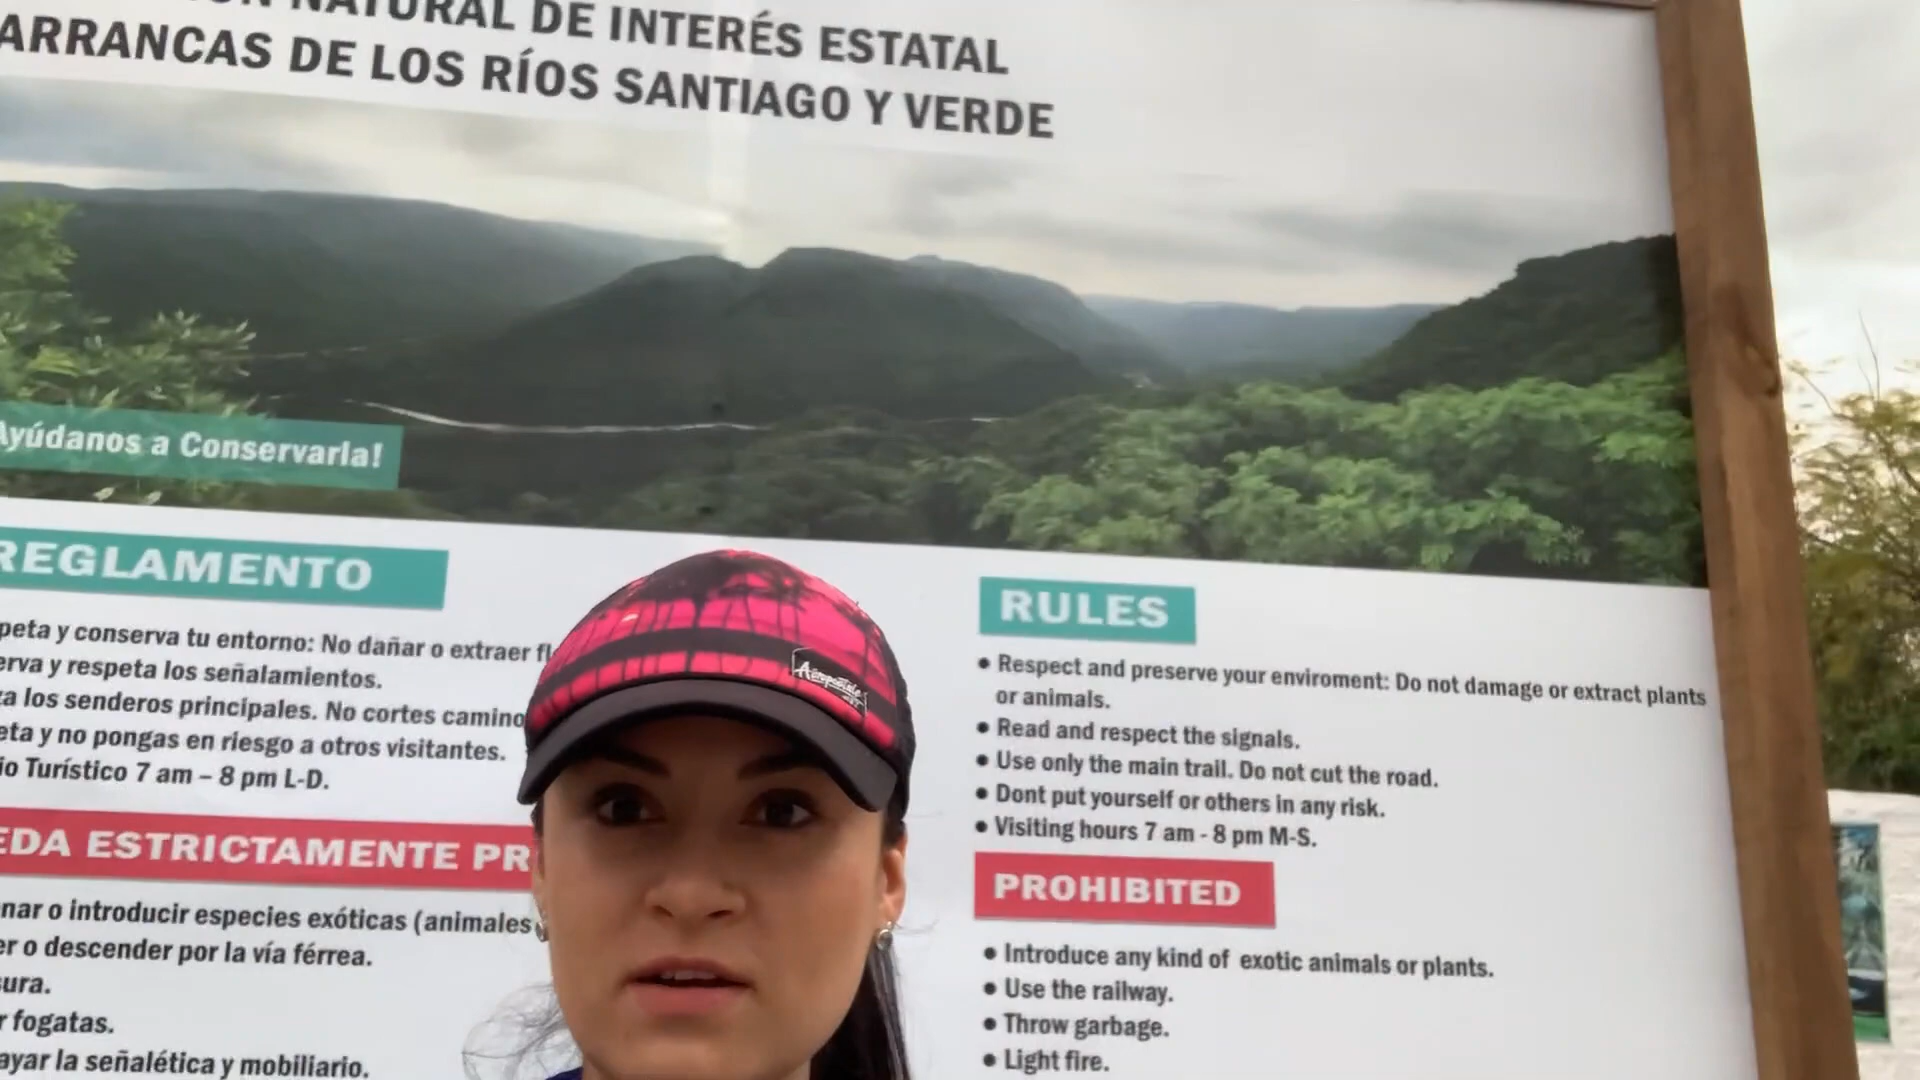 NATURAL DE INTERÉS ESTATAL
ARRANCAS DE LOS RÍOS SANTIAGO Y VERDE
Ayúdanos a Conservarla!
REGLAMENTO
peta y conserva tu entorno: No dañar o extraer fl
erva y respeta los señalamientos.
za los senderos principales. No cortes camino
eta y no pongas en riesgo a otros visitantes.
io Turístico 7 am – 8 pm L-D.
EDA ESTRICTAMENTE PR
nar o introducir especies exóticas (animales
er o descender por la vía férrea.
sura.
r fogatas.
ayar la señalética y mobiliario.
Aéropostale
RULES
● Respect and preserve your enviroment: Do not damage or extract plants
or animals.
● Read and respect the signals.
● Use only the main trail. Do not cut the road.
● Dont put yourself or others in any risk.
● Visiting hours 7 am - 8 pm M-S.
PROHIBITED
● Introduce any kind of exotic animals or plants.
● Use the railway.
● Throw garbage.
● Light fire.